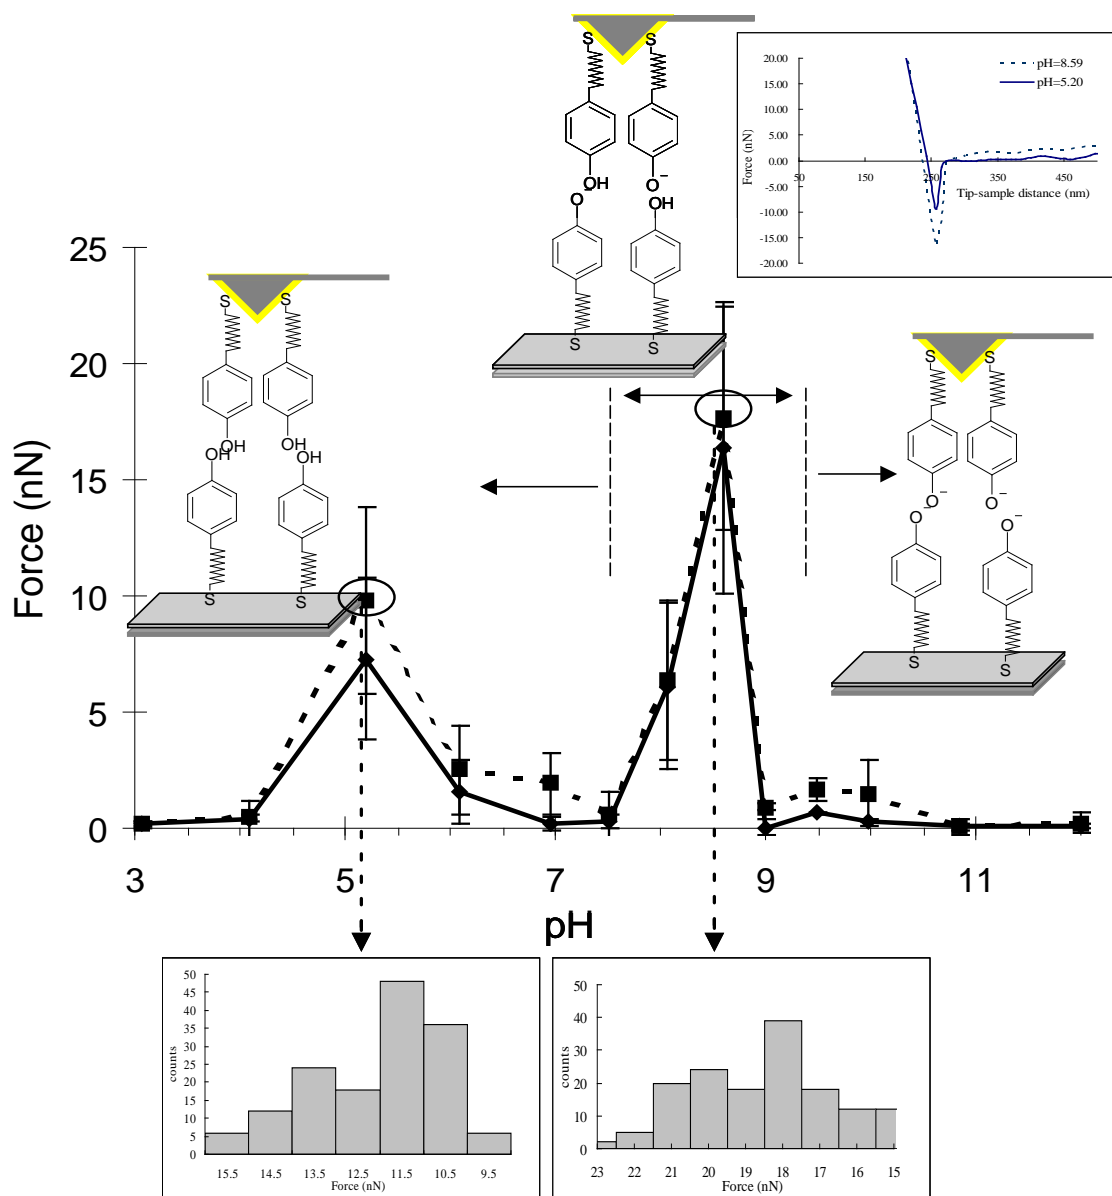 S S
OH O−
O− OH
S S
20.00
15.00
10.00
5.00
0.00
-5.00
-10.00
-15.00
-20.00
Force (nN)
pH=8.59
pH=5.20
50 150 250 350 450
Tip-sample distance (nm)
S S
OH OH
OH OH
S S
S S
O− O−
O− O−
S S
25
20
15
10
5
0
Force (nN)
3 5 7 9 11
pH
50
45
40
35
30
25
20
15
10
5
0
counts
15.5 14.5 13.5 12.5 11.5 10.5 9.5
Force (nN)
50
40
30
20
10
0
counts
23 22 21 20 19 18 17 16 15
Force (nN)